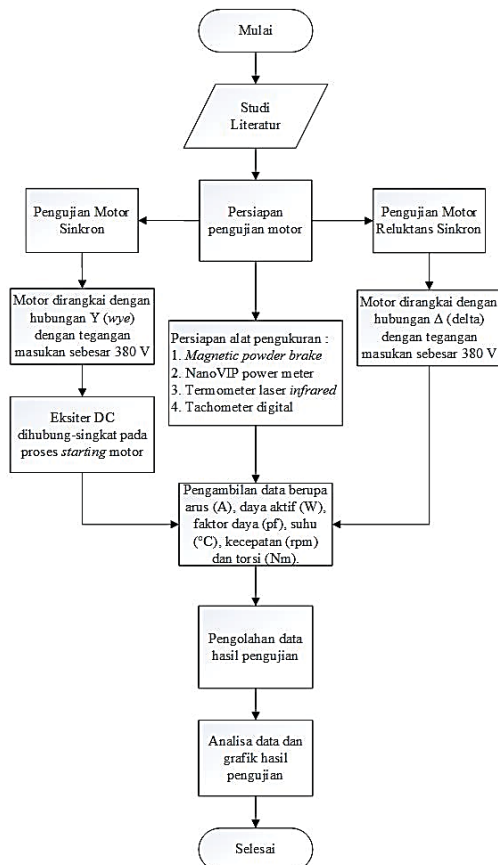 Mulai
Studi
Literatur
Pengujian Motor
Sinkron
Persiapan
pengujian motor
Pengujian Motor
Reluktans Sinkron
Motor dirangkai dengan
hubungan Y (wye)
dengan tegangan
masukan sebesar 380 V
Persiapan alat pengukuran :
1. Magnetic powder brake
2. NanoVIP power meter
3. Termometer laser infrared
4. Tachometer digital
Motor dirangkai dengan
hubungan Δ (delta)
dengan tegangan
masukan sebesar 380 V
Eksiter DC
dihubung-singkat pada
proses starting motor
Pengambilan data berupa
arus (A), daya aktif (W),
faktor daya (pf), suhu
(°C), kecepatan (rpm)
dan torsi (Nm).
Pengolahan data
hasil pengujian
Analisa data dan
grafik hasil
pengujian
Selesai